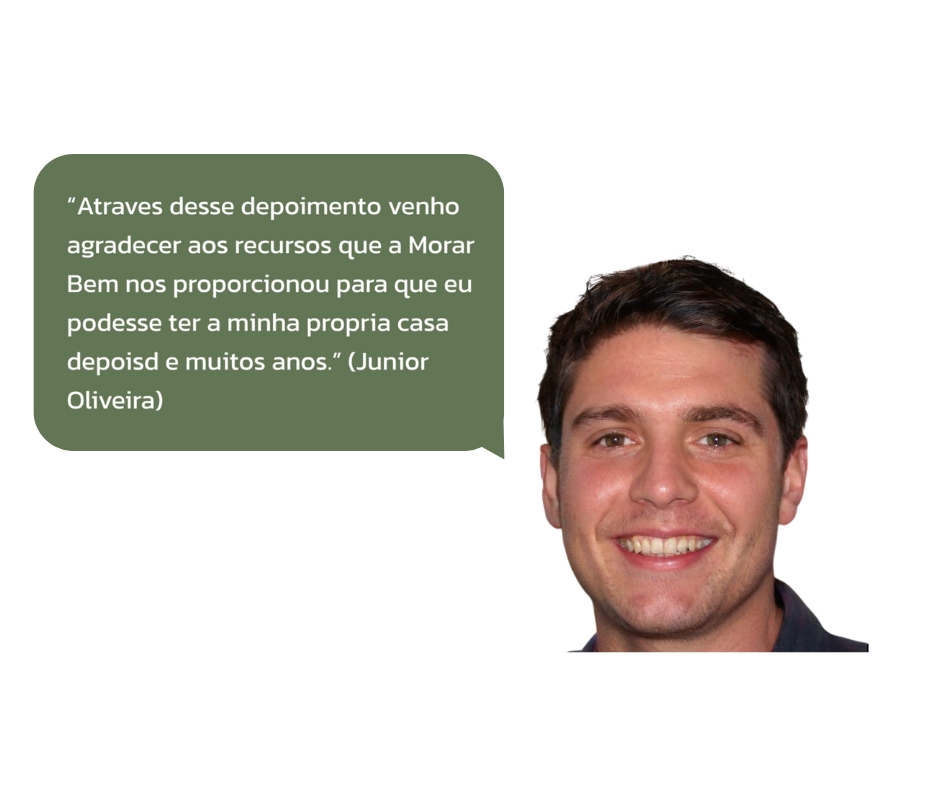 “Atraves desse depoimento venho
agradecer aos recursos que a Morar
Bem nos proporcionou para que eu
podesse ter a minha propria casa
depoisd e muitos anos.” (Junior
Oliveira)